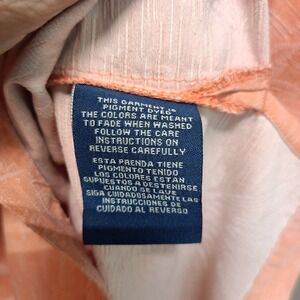 THIS GARMENT IS
PIGMENT DYED
THE COLORS ARE MEANT
TO FADE WHEN WASHED
FOLLOW THE CARE
INSTRUCTIONS ON
REVERSE CAREFULLY
ESTA PRENDA TIENE
PIGMENTO TENIDO
LOS COLORES ESTAN
SUPUESTOS A DESTENIRSE
CUANDO SE LAVE
SIGA CUIDADOSAMENTE LAS
INSTRUCCIONES DE
CUIDADO AL REVERSO